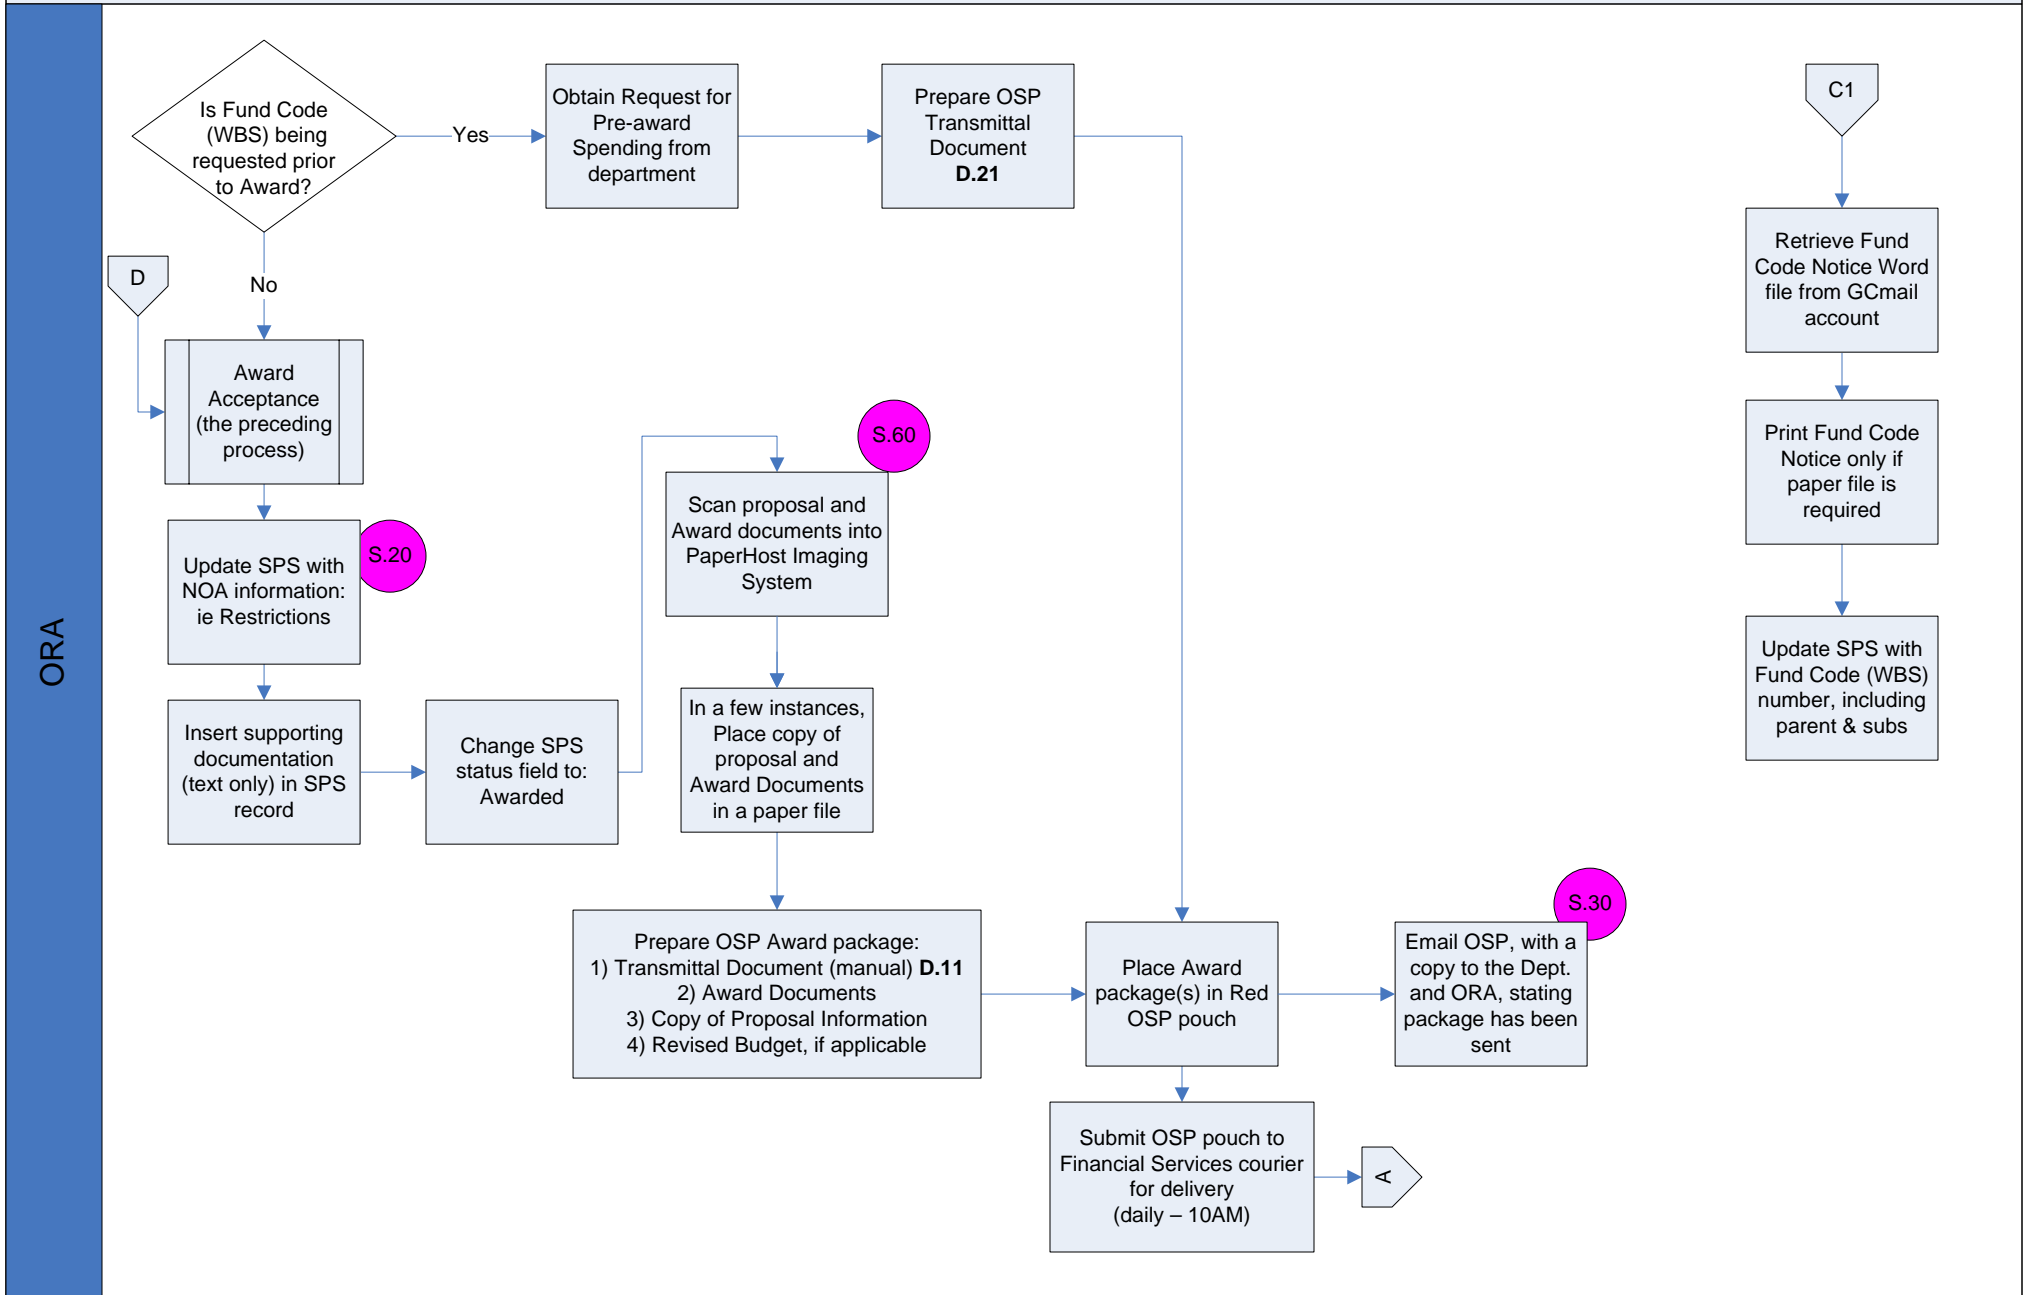 ORA
Is Fund Code
(WBS) being
requested prior
to Award?
Yes
Obtain Request for
Pre-award
Spending from
department
Prepare OSP
Transmittal
Document
D.21
No
D
Award
Acceptance
(the preceding
process)
Update SPS with
NOA information:
ie Restrictions
S.20
Insert supporting
documentation
(text only) in SPS
record
Change SPS
status field to:
Awarded
S.60
Scan proposal and
Award documents into
PaperHost Imaging
System
In a few instances,
Place copy of
proposal and
Award Documents
in a paper file
Prepare OSP Award package:
1) Transmittal Document (manual) D.11
2) Award Documents
3) Copy of Proposal Information
4) Revised Budget, if applicable
Place Award
package(s) in Red
OSP pouch
S.30
Email OSP, with a
copy to the Dept.
and ORA, stating
package has been
sent
Submit OSP pouch to
Financial Services courier
for delivery
(daily – 10AM)
A
C1
Retrieve Fund
Code Notice Word
file from GCmail
account
Print Fund Code
Notice only if
paper file is
required
Update SPS with
Fund Code (WBS)
number, including
parent & subs